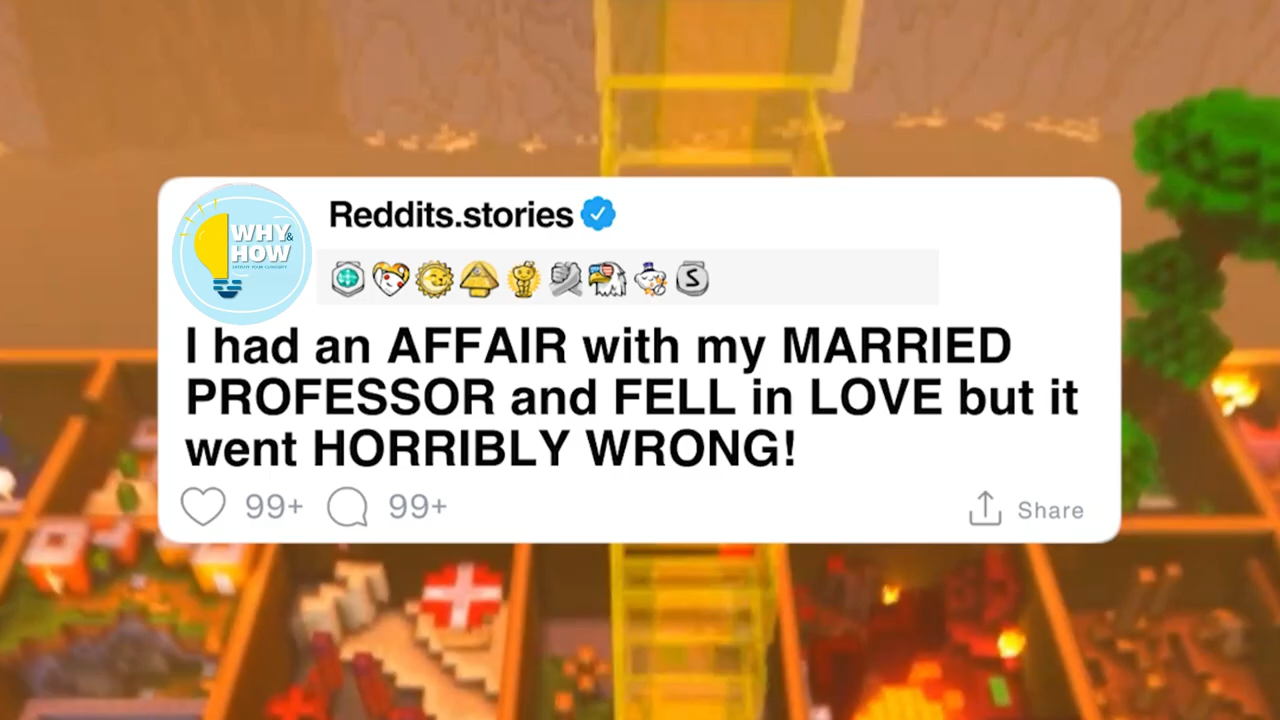 WHY &
HOW
Reddits.stories
S
I had an AFFAIR with my MARRIED
PROFESSOR and FELL in LOVE but it
went HORRIBLY WRONG!
99+ 99+ Share